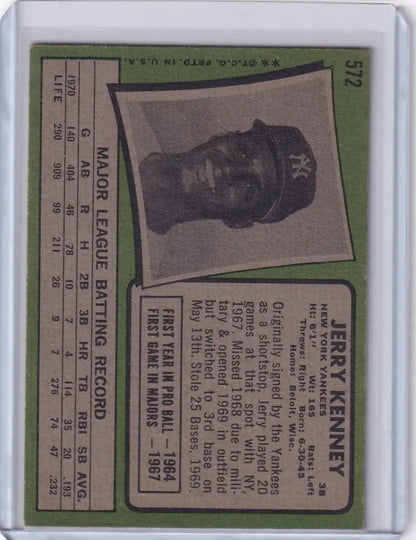 572
**©T.C.G. PRTD. IN U.S.A.
NY
JERRY KENNEY
3B
NEW YORK YANKEES
Ht: 6'1" Wt: 165 Bats: Left
Throws: Right Born: 6-30-45
Home: Beloit, Wisc.
Originally signed by the Yankees
as a shortstop, Jerry played 20
games at that spot with NY,
1967. Missed 1968 due to mili-
tary & opened 1969 in outfield
but switched to 3rd base on
May 13th. Stole 25 Bases, 1969.
FIRST YEAR IN PRO BALL — 1964
FIRST GAME IN MAJORS — 1967
MAJOR LEAGUE BATTING RECORD
G AB R H 2B 3B HR TB RBI SB AVG.
1970 140 404 46 78 10 7 4 114 35 20 .193
LIFE 290 909 99 211 26 9 7 276 74 47 .232